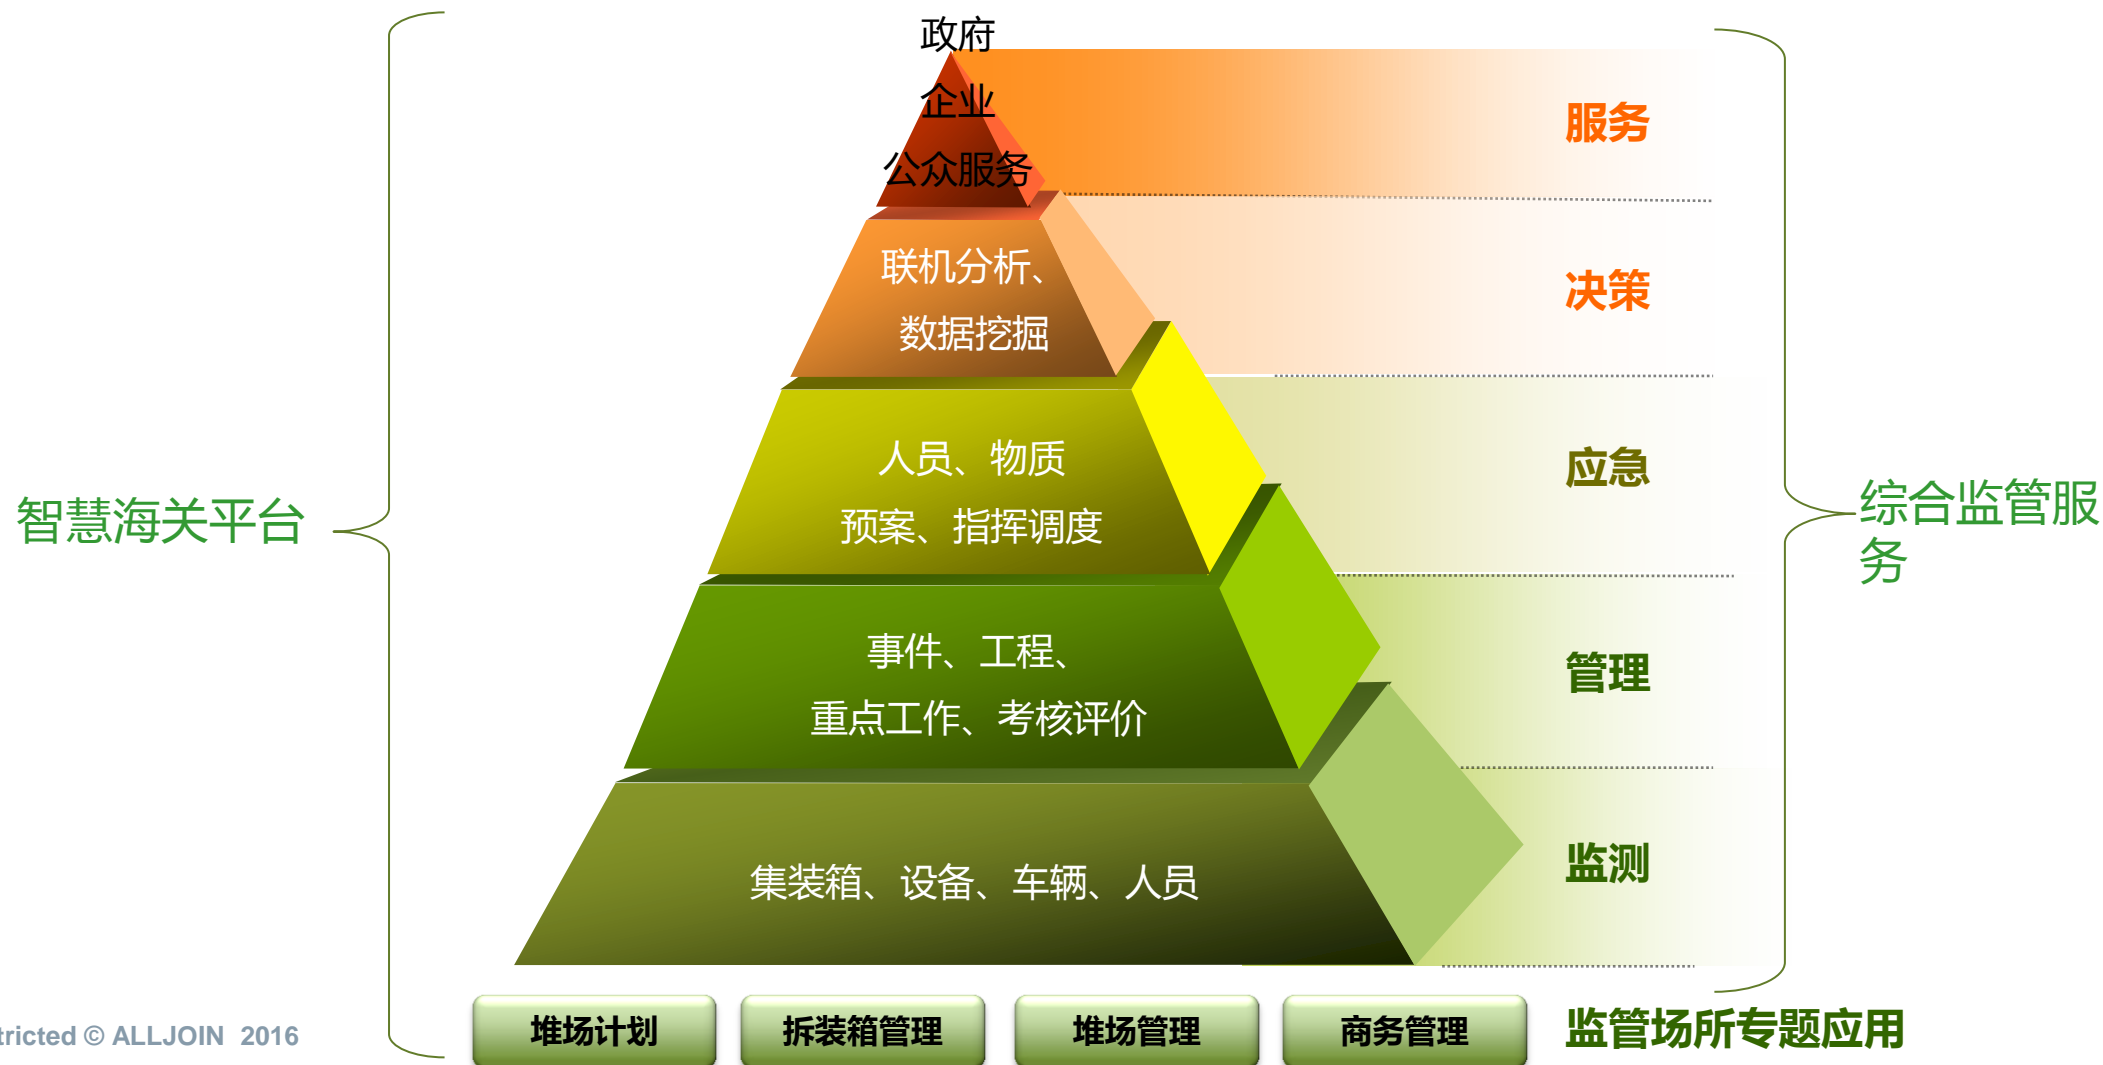 政府
企业
公众服务
服务
联机分析、
数据挖掘
决策
人员、物质
预案、指挥调度
应急
智慧海关平台
综合监管服
务
事件、工程、
重点工作、考核评价
管理
集装箱、设备、车辆、人员
监测
堆场计划
拆装箱管理
堆场管理
商务管理
监管场所专题应用
tricted © ALLJOIN 2016